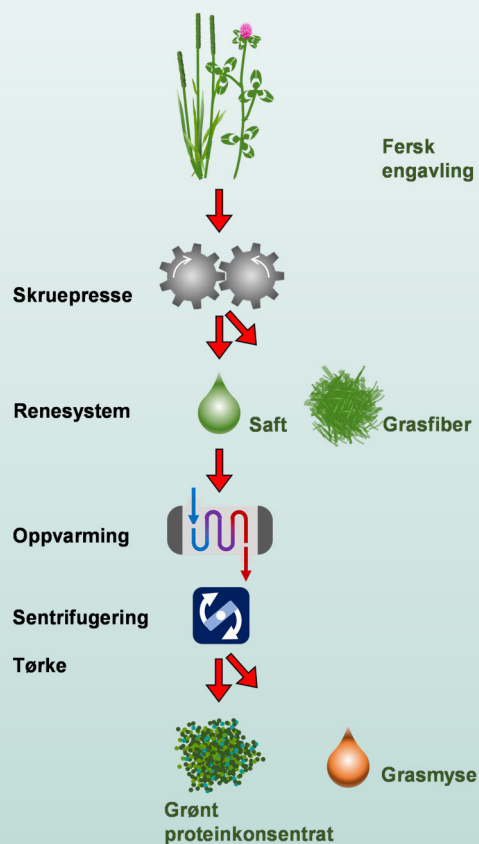 Fersk
engavling
Skruepresse
Renesystem
Saft
Grasfiber
Oppvarming
Sentrifugering
Tørke
Grasmyse
Grønt
proteinkonsentrat